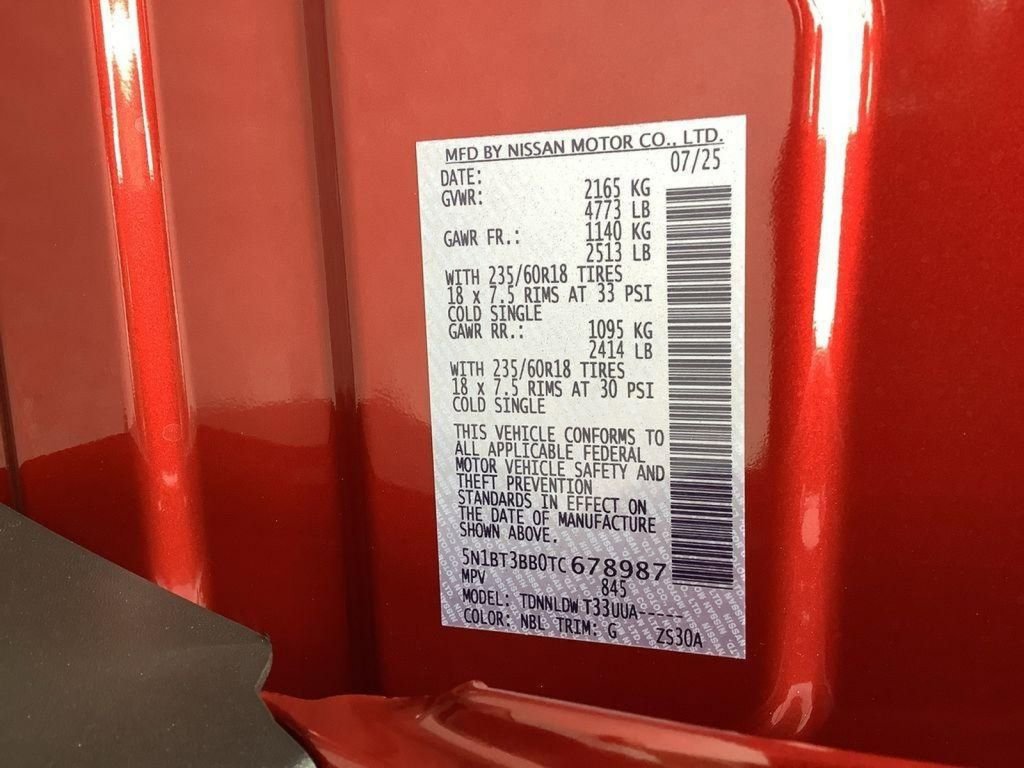 MFD BY NISSAN MOTOR CO., LTD.
DATE: 07/25
GVWR: 2165 KG
4773 LB
GAWR FR.: 1140 KG
2513 LB
WITH 235/60R18 TIRES
18 x 7.5 RIMS AT 33 PSI
COLD SINGLE
GAWR RR.: 1095 KG
2414 LB
WITH 235/60R18 TIRES
18 x 7.5 RIMS AT 30 PSI
COLD SINGLE
THIS VEHICLE CONFORMS TO
ALL APPLICABLE FEDERAL
MOTOR VEHICLE SAFETY AND
THEFT PREVENTION
STANDARDS IN EFFECT ON
THE DATE OF MANUFACTURE
SHOWN ABOVE.
5N1BT3BB0TC678987
MPV 845
MODEL: TDNNLDW T33UUA-----
COLOR: NBL TRIM: G ZS30A